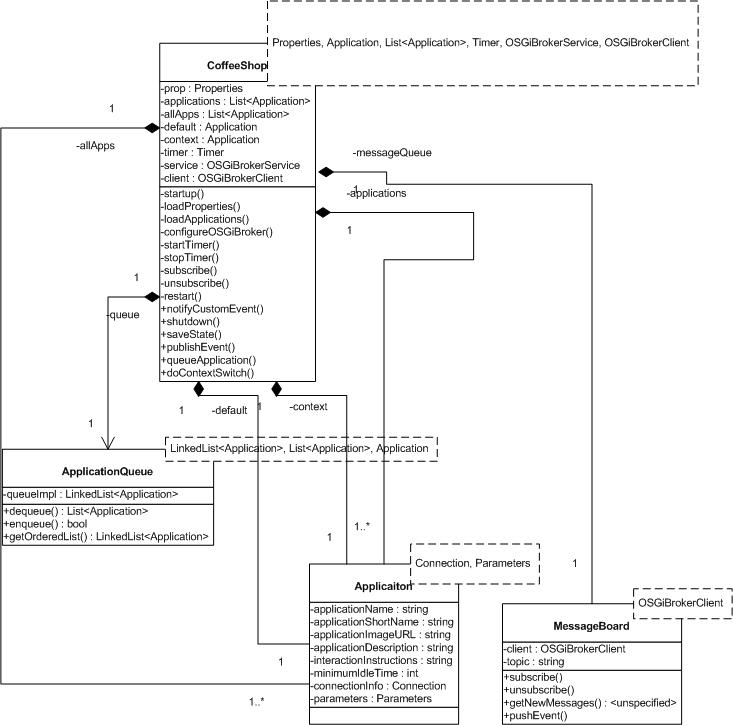 Properties, Application, List<Application>, Timer, OSGiBrokerService, OSGiBrokerClient
CoffeeShop
-prop : Properties
-applications : List<Application>
-allApps : List<Application>
-default : Application
-context : Application
-timer : Timer
-service : OSGiBrokerService
-client : OSGiBrokerClient
-startup()
-loadProperties()
-loadApplications()
-configureOSGiBroker()
-startTimer()
-stopTimer()
-subscribe()
-unsubscribe()
-restart()
+notifyCustomEvent()
+shutdown()
+saveState()
+publishEvent()
+queueApplication()
+doContextSwitch()
1
-allApps
-messageQueue
1
-applications
1
1
-queue
1
-default
1
-context
1
LinkedList<Application>, List<Application>, Application
ApplicationQueue
-queueImpl : LinkedList<Application>
+dequeue() : List<Application>
+enqueue() : bool
+getOrderedList() : LinkedList<Application>
1..*
1
Connection, Parameters
Applicaiton
-applicationName : string
-applicationShortName : string
-applicationImageURL : string
-applicationDescription : string
-interactionInstructions : string
-minimumIdleTime : int
-connectionInfo : Connection
-parameters : Parameters
1
1..*
1
OSGiBrokerClient
MessageBoard
-client : OSGiBrokerClient
-topic : string
+subscribe()
+unsubscribe()
+getNewMessages() : <unspecified>
+pushEvent()